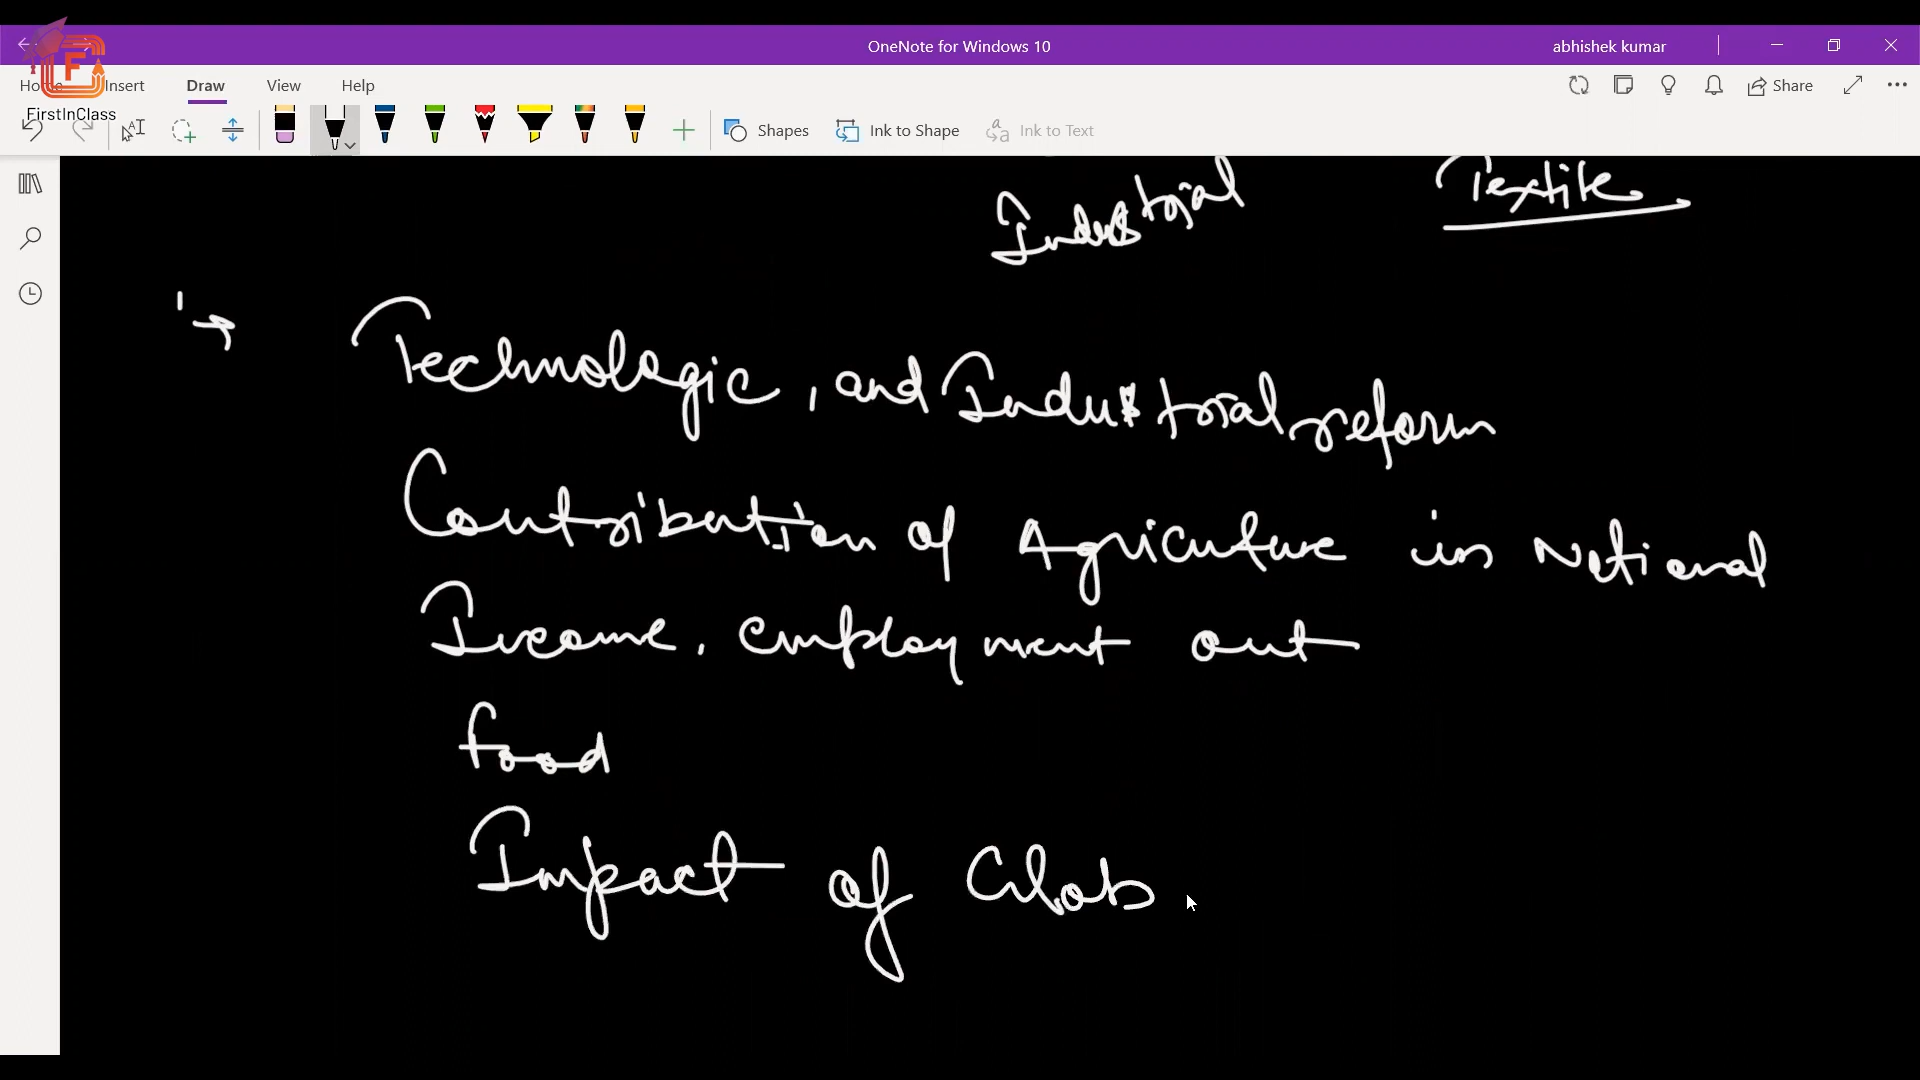 OneNote for Windows 10
abhishek kumar
Home Insert Draw View Help
Share
FirstInClass
Shapes Ink to Shape Ink to Text
Textile
Industrial
1→ Technologic, and Industrial reform
Contribution of Agriculture in National
Income, employment out
food
Impact of Glob